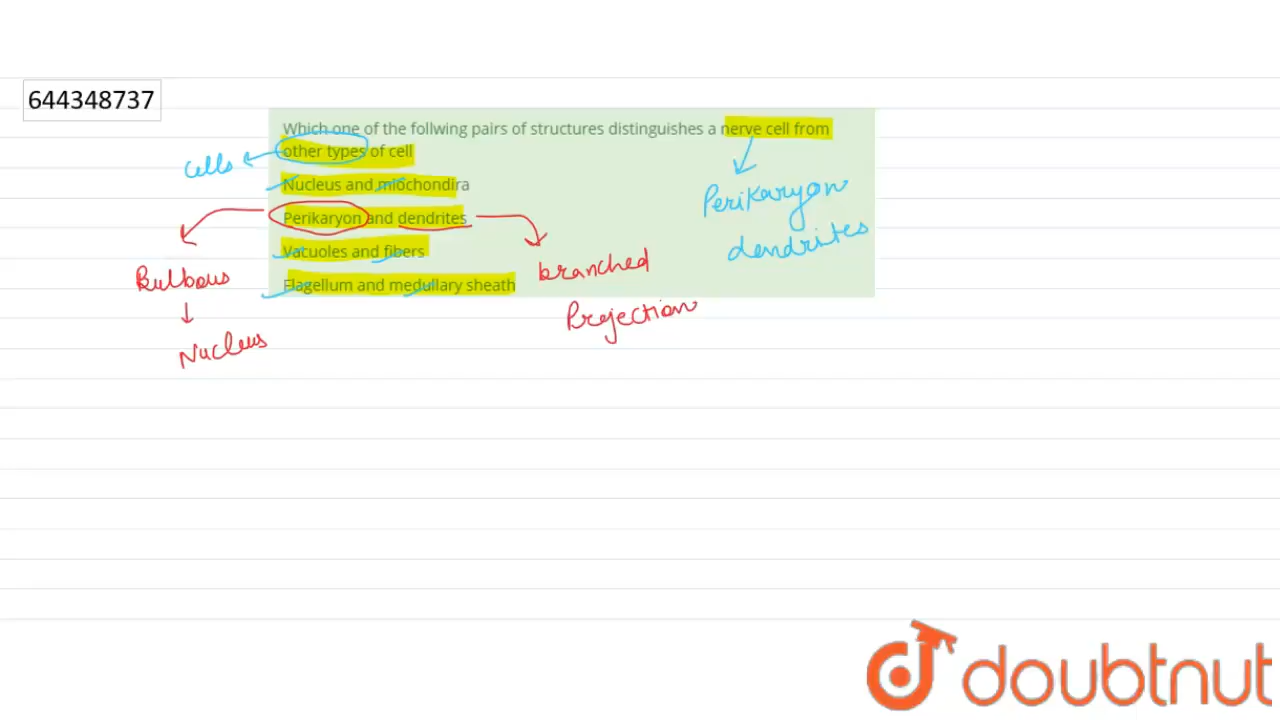 644348737
Which one of the follwing pairs of structures distinguishes a nerve cell from
other types of cell
cells
Nucleus and miochondira
Perikaryon
Perikaryon and dendrites
dendrites
Vacuoles and fibers
branched
Bulbous
Flagellum and medullary sheath
Projection
Nucleus
doubtnut